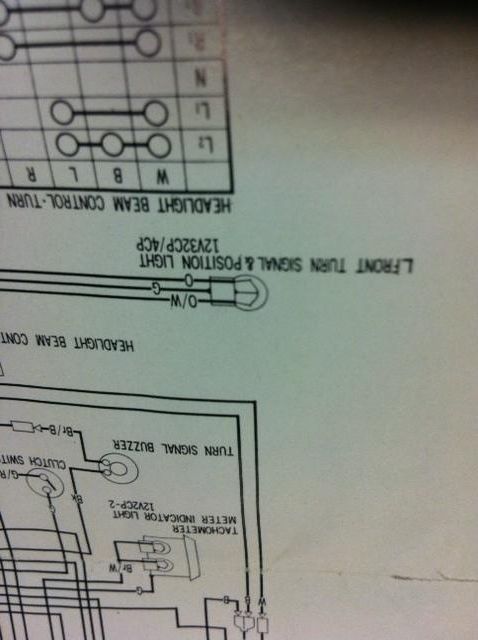 W B B
G
Br/W
TACHOMETER
METER INDICATOR LIGHT
12V2CP-2
Bk
G/R
CLUTCH SWIT
TURN SIGNAL BUZZER
Br/B
HEADLIGHT BEAM CONT
O/W
G
O
L.FRONT TURN SIGNAL & POSITION LIGHT
12V32CP/4CP
HEADLIGHT BEAM CONTROL·TURN
W B L R
L2
L1
N
R1